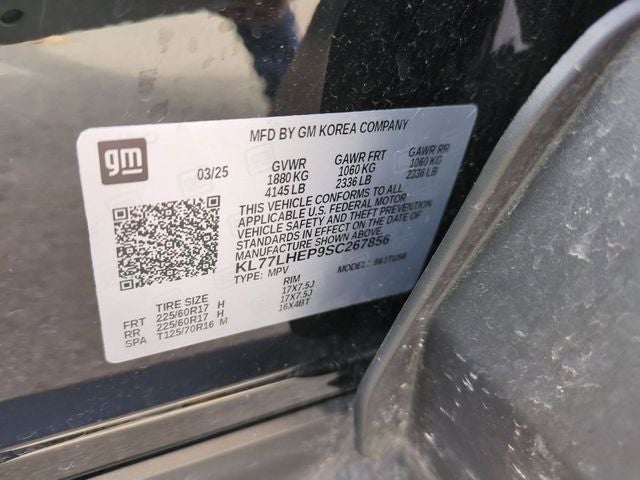 MFD BY GM KOREA COMPANY
gm
03/25
GVWR GAWR FRT GAWR RR
1880 KG 1060 KG 1060 KG
4145 LB 2336 LB 2336 LB
THIS VEHICLE CONFORMS TO ALL
APPLICABLE U.S. FEDERAL MOTOR
VEHICLE SAFETY AND THEFT PREVENTION
STANDARDS IN EFFECT ON THE DATE OF
MANUFACTURE SHOWN ABOVE.
KL77LHEP9SC267856
TYPE: MPV MODEL:
TIRE SIZE RIM
FRT 225/60R17 H 17X7.5J
RR 225/60R17 H 17X7.5J
SPA T125/70R16 M 16X4BT